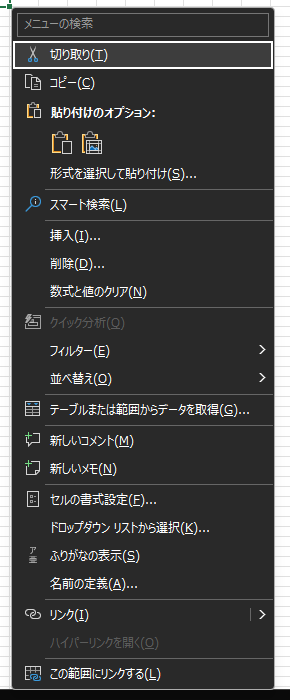 メニューの検索
切り取り(T)
コピー(C)
貼り付けのオプション:
形式を選択して貼り付け(S)...
スマート検索(L)
挿入(I)...
削除(D)...
数式と値のクリア(N)
クイック分析(Q)
フィルター(E)
並べ替え(O)
テーブルまたは範囲からデータを取得(G)...
新しいコメント(M)
新しいメモ(N)
セルの書式設定(F)...
ドロップダウン リストから選択(K)...
ふりがなの表示(S)
名前の定義(A)...
リンク(I)
ハイパーリンクを開く(O)
この範囲にリンクする(L)